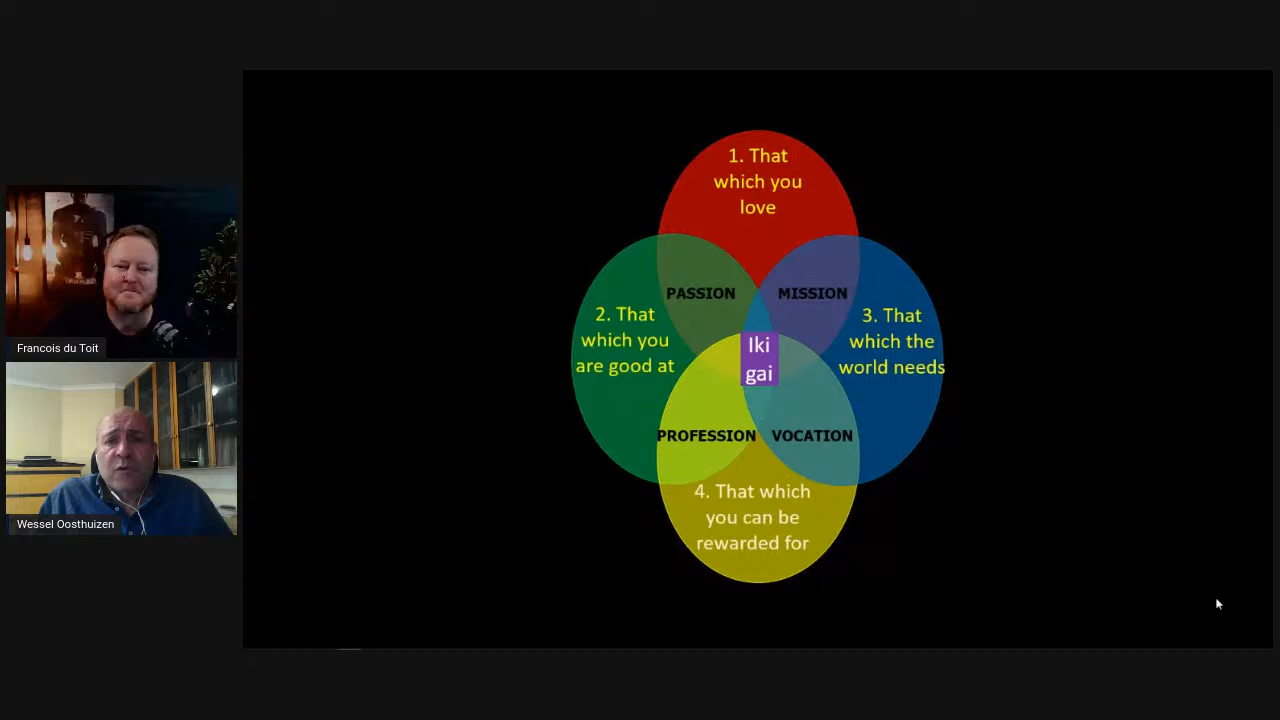 Francois du Toit
Wessel Oosthuizen
1. That
which you
love
PASSION
MISSION
2. That
which you
are good at
3. That
which the
world needs
Iki
gai
PROFESSION
VOCATION
4. That which
you can be
rewarded for